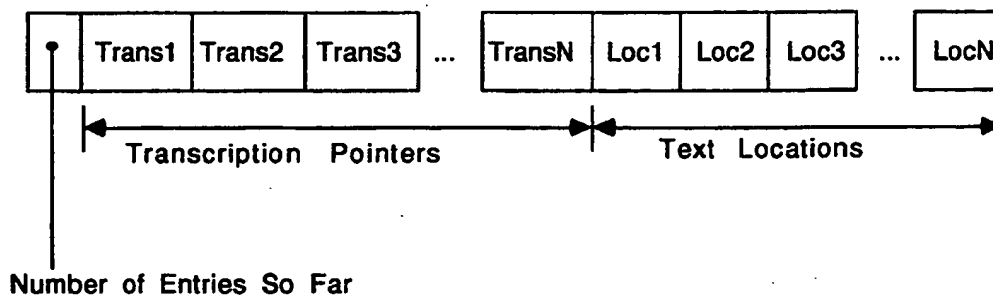 Trans1 Trans2 Trans3 ... TransN Loc1 Loc2 Loc3 ... LocN
Transcription Pointers Text Locations
Number of Entries So Far